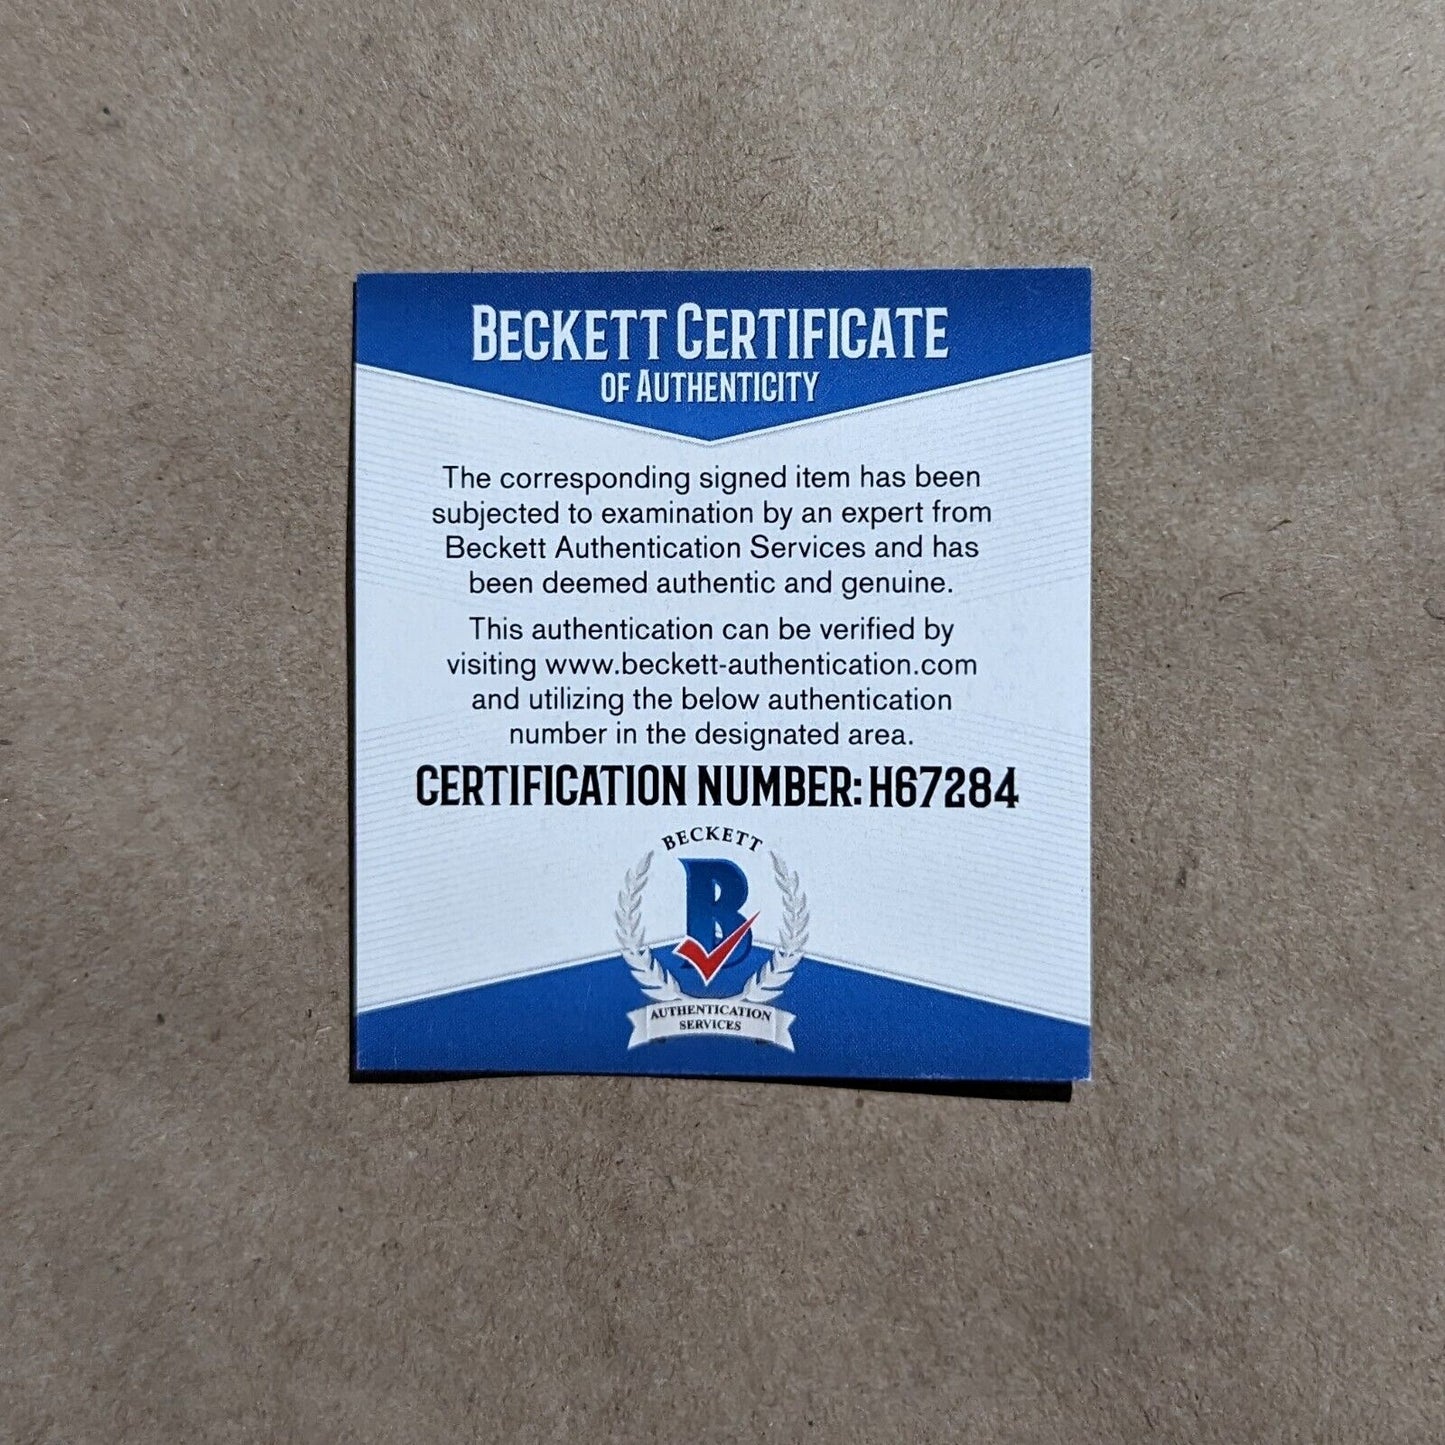 BECKETT CERTIFICATE
OF AUTHENTICITY
The corresponding signed item has been
subjected to examination by an expert from
Beckett Authentication Services and has
been deemed authentic and genuine.
This authentication can be verified by
visiting www.beckett-authentication.com
and utilizing the below authentication
number in the designated area.
CERTIFICATION NUMBER: H67284
BECKETT
B
AUTHENTICATION
SERVICES